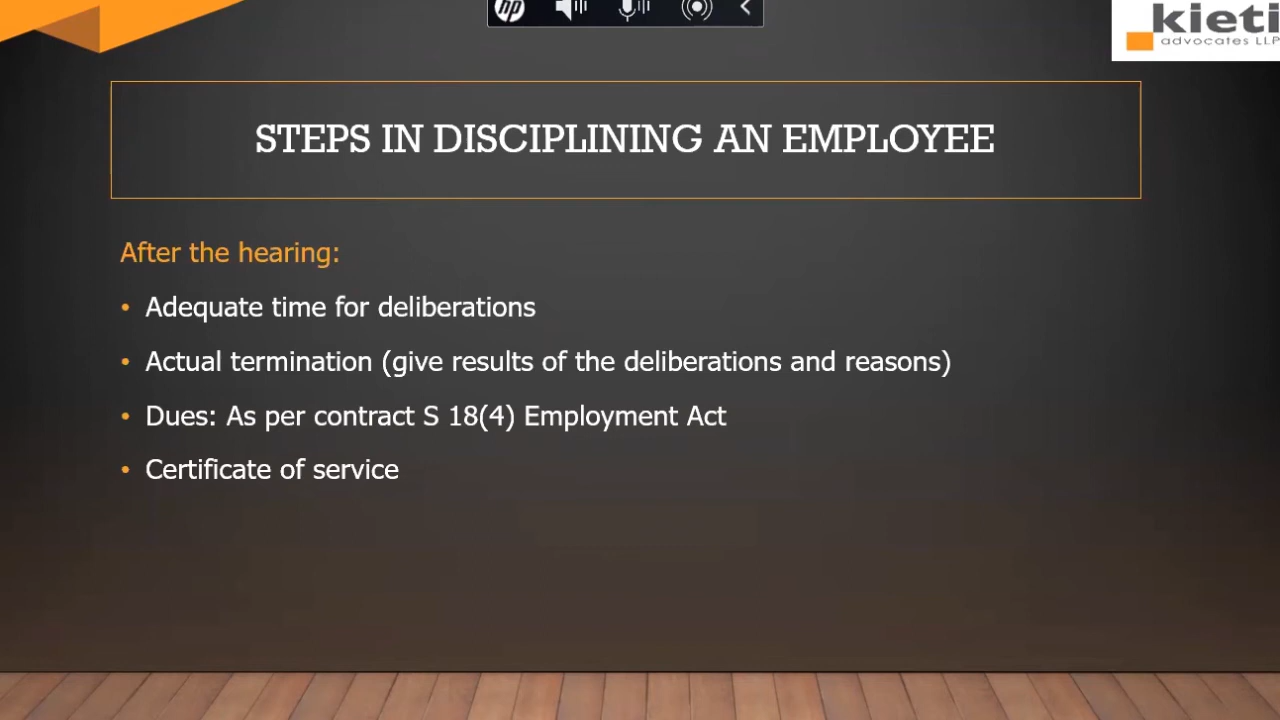 hp
kieti
advocates LLP
STEPS IN DISCIPLINING AN EMPLOYEE
After the hearing:
• Adequate time for deliberations
• Actual termination (give results of the deliberations and reasons)
• Dues: As per contract S 18(4) Employment Act
• Certificate of service